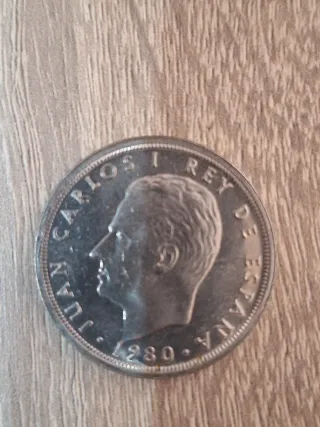 · JUAN CARLOS I REY DE ESPAÑA ·
1980